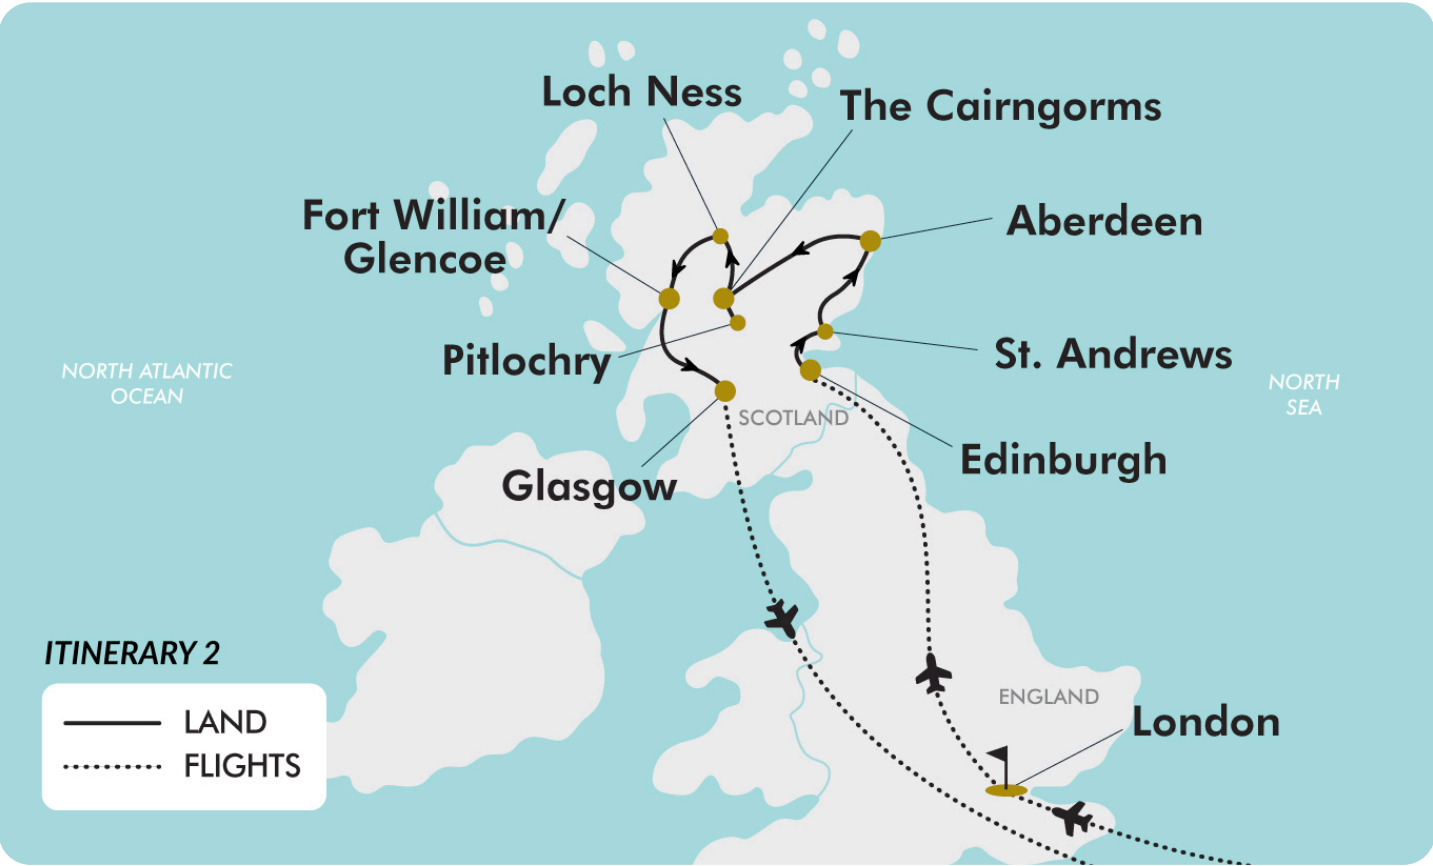 Loch Ness
The Cairngorms
Fort William/
Glencoe
Aberdeen
Pitlochry
St. Andrews
NORTH ATLANTIC
OCEAN
NORTH
SEA
SCOTLAND
Edinburgh
Glasgow
ITINERARY 2
LAND
FLIGHTS
ENGLAND
London